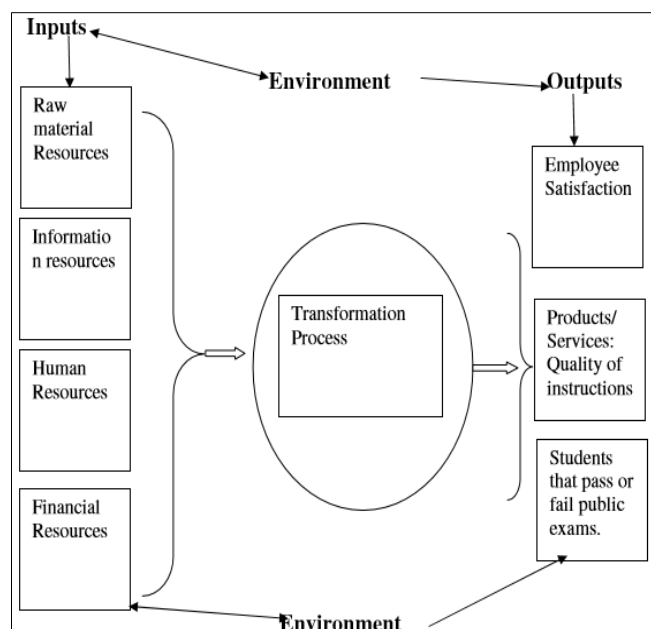 Inputs
Environment
Outputs
Raw
material
Resources
Informatio
n resources
Human
Resources
Financial
Resources
Transformation
Process
Employee
Satisfaction
Products/
Services:
Quality of
instructions
Students
that pass or
fail public
exams.
Environment